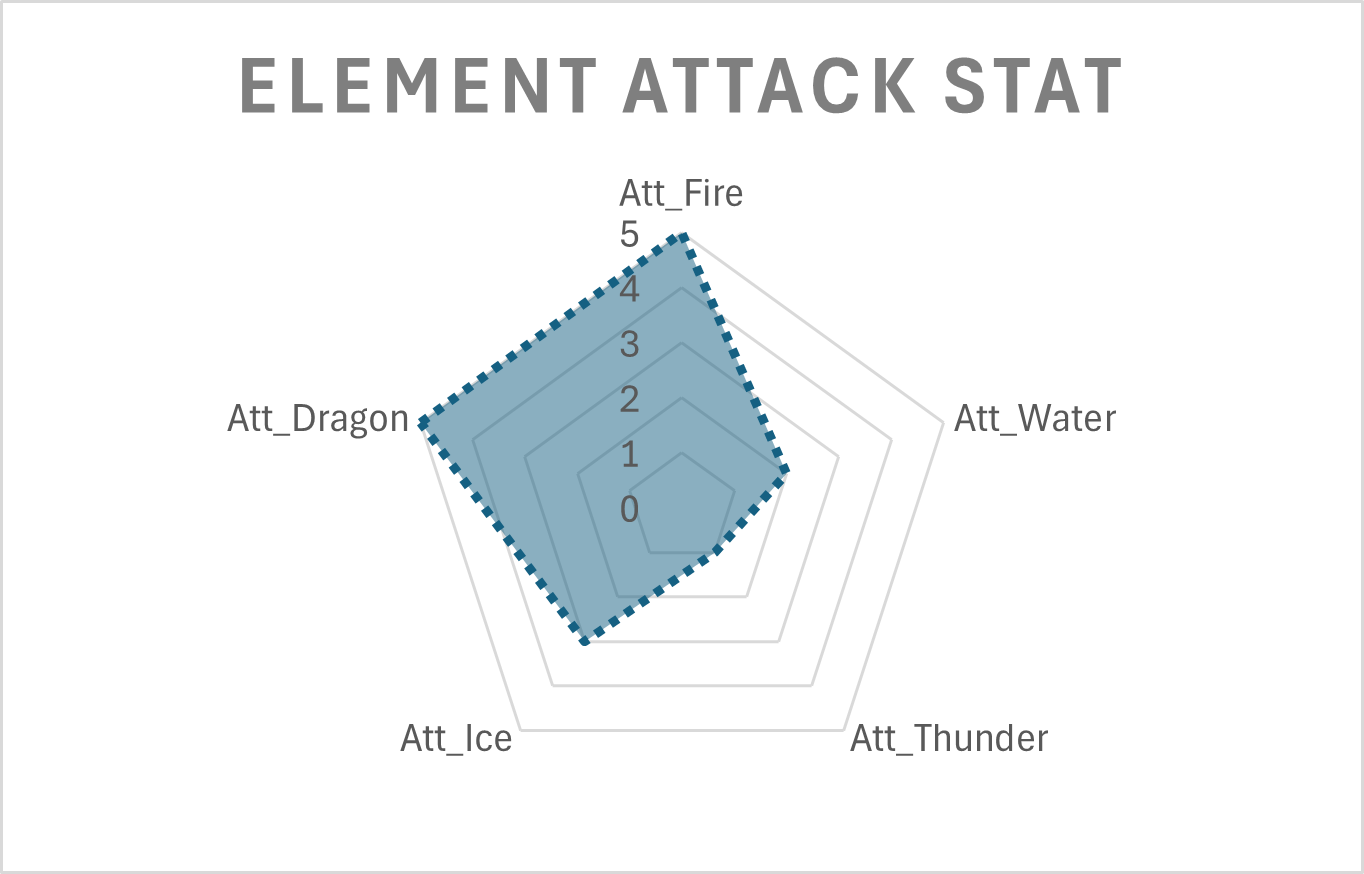 ELEMENT ATTACK STAT
Att_Fire
5
4
3
2
1
0
Att_Water
Att_Dragon
Att_Ice
Att_Thunder